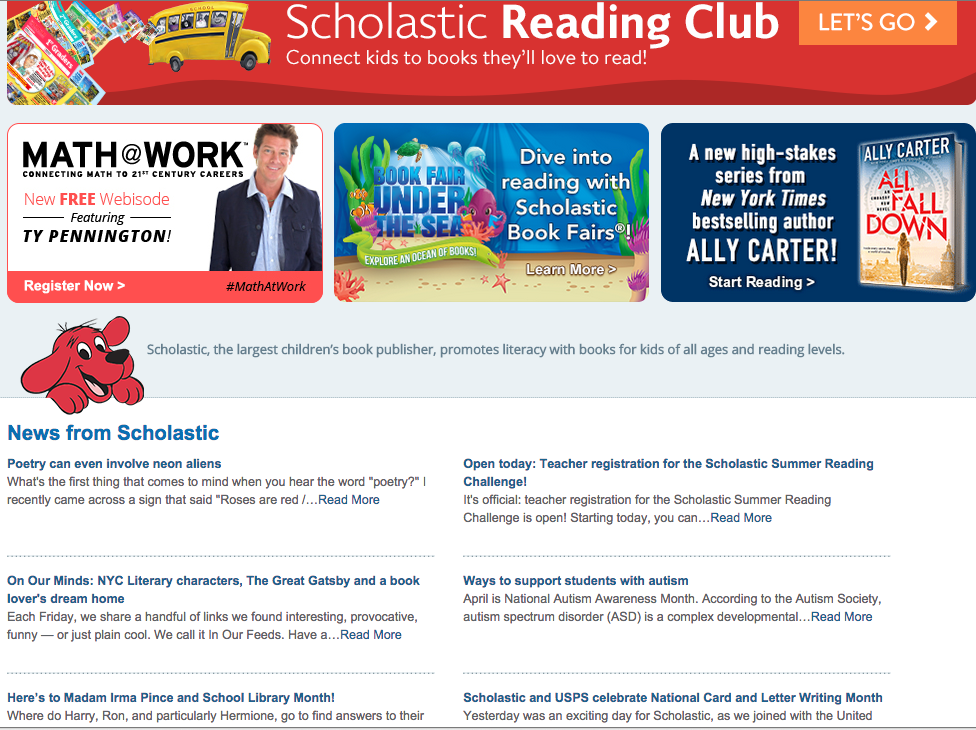 SCHOOL
1st Graders
Scholastic Reading Club
Connect kids to books they'll love to read!
LET'S GO >
MATH@WORK™
CONNECTING MATH TO 21ST CENTURY CAREERS
New FREE Webisode
Featuring
TY PENNINGTON!
Register Now >
#MathAtWork
BOOK FAIR
UNDER
THE SEA
EXPLORE AN OCEAN OF BOOKS!
Dive into
reading with
Scholastic
Book Fairs®!
Learn More >
A new high-stakes
series from
New York Times
bestselling author
ALLY CARTER!
Start Reading >
ALLY CARTER
ALL
FALL
DOWN
Scholastic, the largest children's book publisher, promotes literacy with books for kids of all ages and reading levels.
News from Scholastic
Poetry can even involve neon aliens
What's the first thing that comes to mind when you hear the word "poetry?" I
recently came across a sign that said "Roses are red /…Read More
Open today: Teacher registration for the Scholastic Summer Reading
Challenge!
It's official: teacher registration for the Scholastic Summer Reading
Challenge is open! Starting today, you can…Read More
On Our Minds: NYC Literary characters, The Great Gatsby and a book
lover's dream home
Each Friday, we share a handful of links we found interesting, provocative,
funny — or just plain cool. We call it In Our Feeds. Have a…Read More
Ways to support students with autism
April is National Autism Awareness Month. According to the Autism Society,
autism spectrum disorder (ASD) is a complex developmental…Read More
Here's to Madam Irma Pince and School Library Month!
Where do Harry, Ron, and particularly Hermione, go to find answers to their
Scholastic and USPS celebrate National Card and Letter Writing Month
Yesterday was an exciting day for Scholastic, as we joined with the United